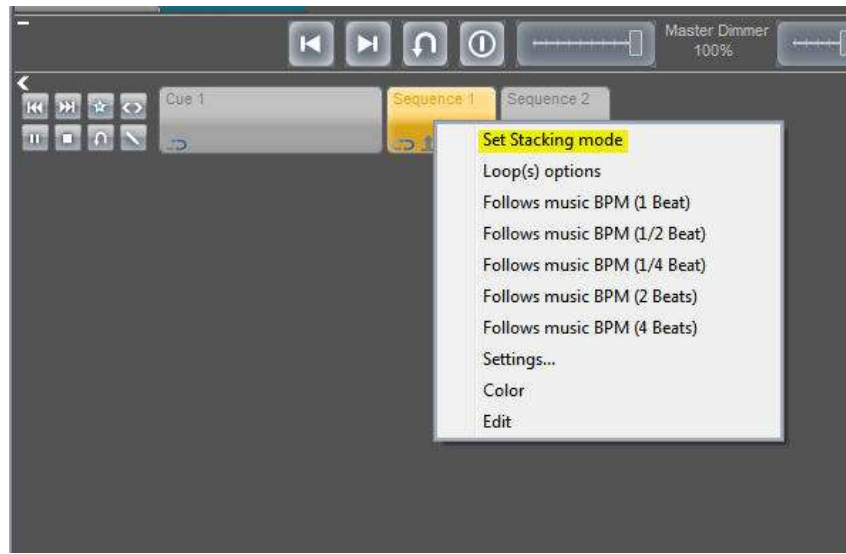 Master Dimmer
100%
Cue 1
Sequence 1
Sequence 2
Set Stacking mode
Loop(s) options
Follows music BPM (1 Beat)
Follows music BPM (1/2 Beat)
Follows music BPM (1/4 Beat)
Follows music BPM (2 Beats)
Follows music BPM (4 Beats)
Settings...
Color
Edit